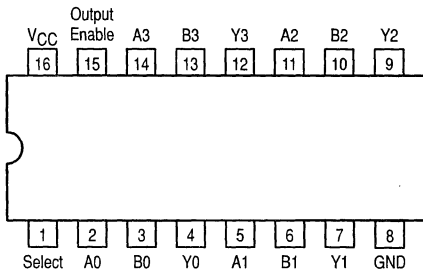 Output
V_CC Enable A3 B3 Y3 A2 B2 Y2
16 15 14 13 12 11 10 9
1 2 3 4 5 6 7 8
Select A0 B0 Y0 A1 B1 Y1 GND